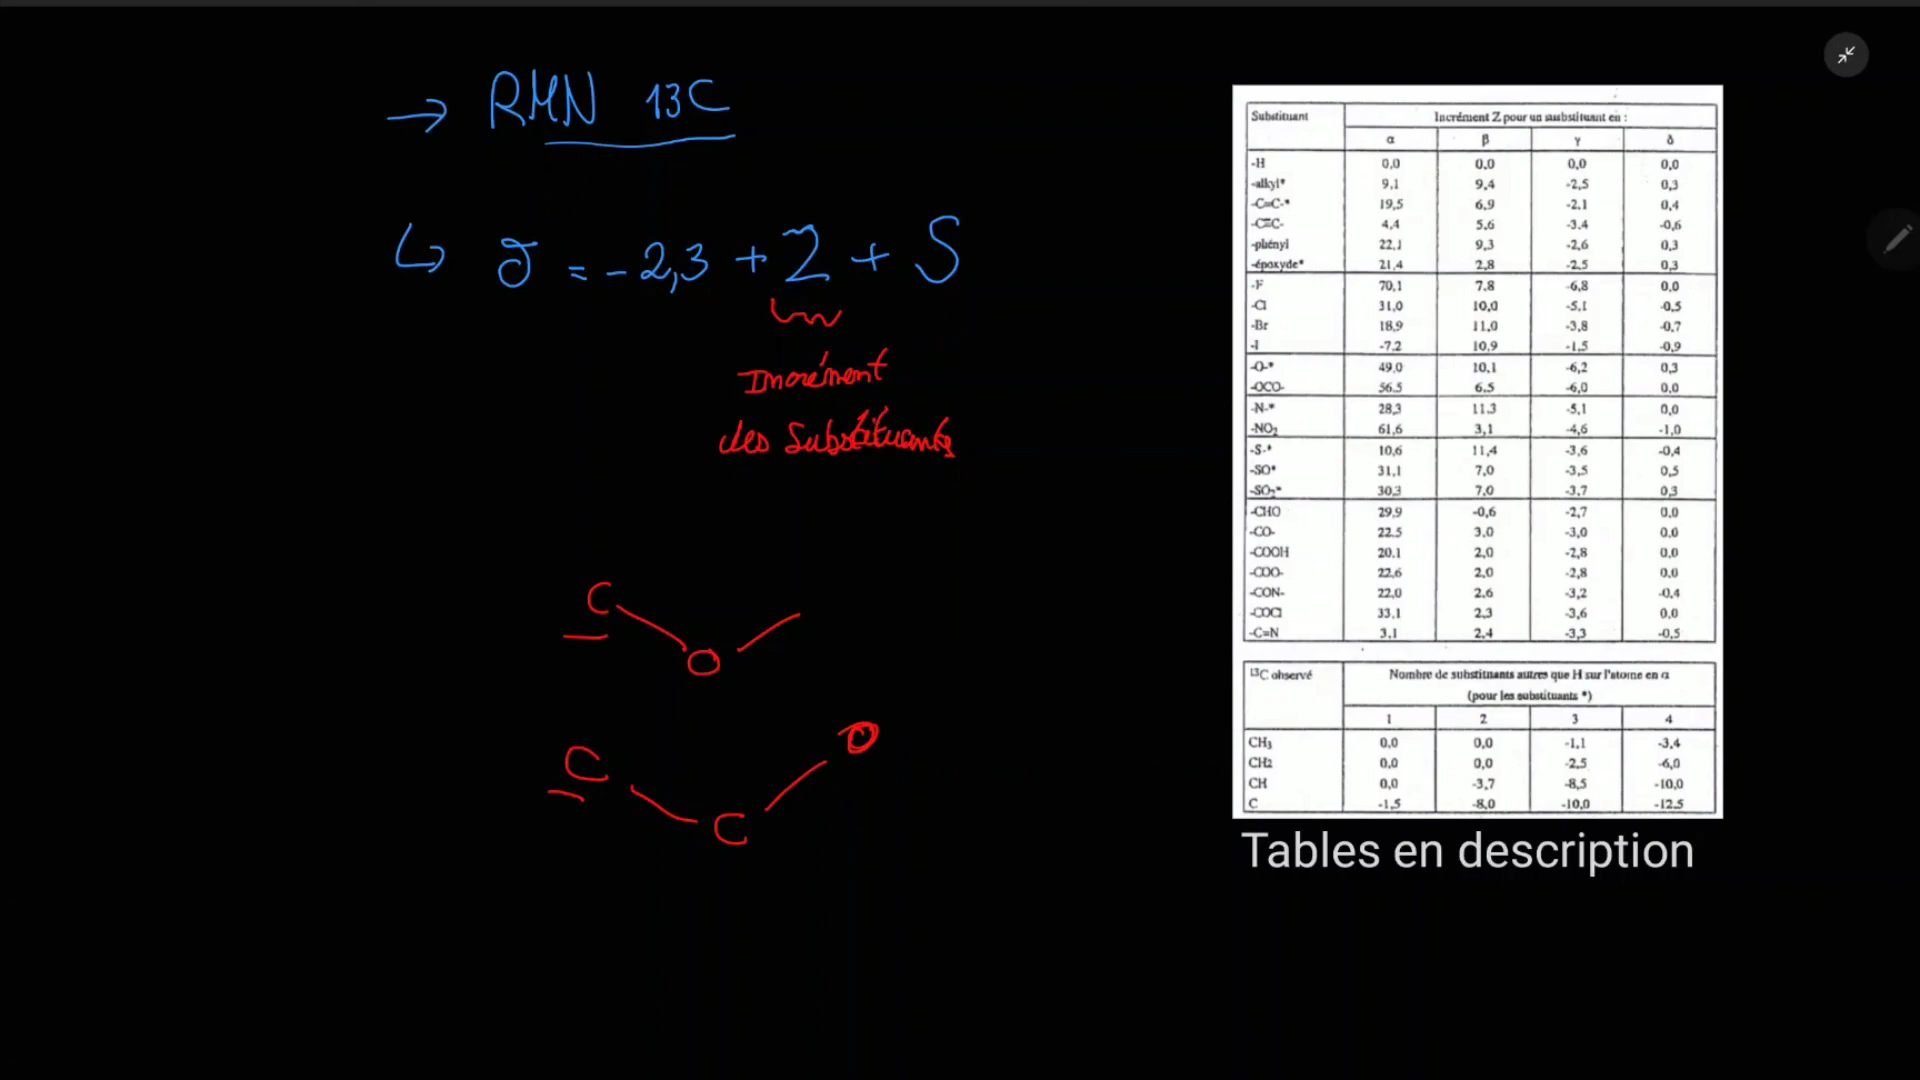 → RMN 13C
↳ δ = - 2,3 + Z + S
Incrément
des Substituants
C
O
O
C
C
Substituant Incrément Z pour un substituant en :
α β γ δ
-H 0,0 0,0 0,0 0,0
-alkyl* 9,1 9,4 -2,5 0,3
-C=C-* 19,5 6,9 -2,1 0,4
-C≡C- 4,4 5,6 -3,4 -0,6
-phényl 22,1 9,3 -2,6 0,3
-époxyde* 21,4 2,8 -2,5 0,3
-F 70,1 7,8 -6,8 0,0
-Cl 31,0 10,0 -5,1 -0,5
-Br 18,9 11,0 -3,8 -0,7
-I -7,2 10,9 -1,5 -0,9
-O-* 49,0 10,1 -6,2 0,3
-OCO- 56,5 6,5 -6,0 0,0
-N-* 28,3 11,3 -5,1 0,0
-NO₂ 61,6 3,1 -4,6 -1,0
-S-* 10,6 11,4 -3,6 -0,4
-SO* 31,1 7,0 -3,5 0,5
-SO₂* 30,3 7,0 -3,7 0,3
-CHO 29,9 -0,6 -2,7 0,0
-CO- 22,5 3,0 -3,0 0,0
-COOH 20,1 2,0 -2,8 0,0
-COO- 22,6 2,0 -2,8 0,0
-CON- 22,0 2,6 -3,2 -0,4
-COCl 33,1 2,3 -3,6 0,0
-C≡N 3,1 2,4 -3,3 -0,5
¹³C observé Nombre de substituants autres que H sur l'atome en α
(pour les substituants *)
1 2 3 4
CH₃ 0,0 0,0 -1,1 -3,4
CH₂ 0,0 0,0 -2,5 -6,0
CH 0,0 -3,7 -8,5 -10,0
C -1,5 -8,0 -10,0 -12,5
Tables en description